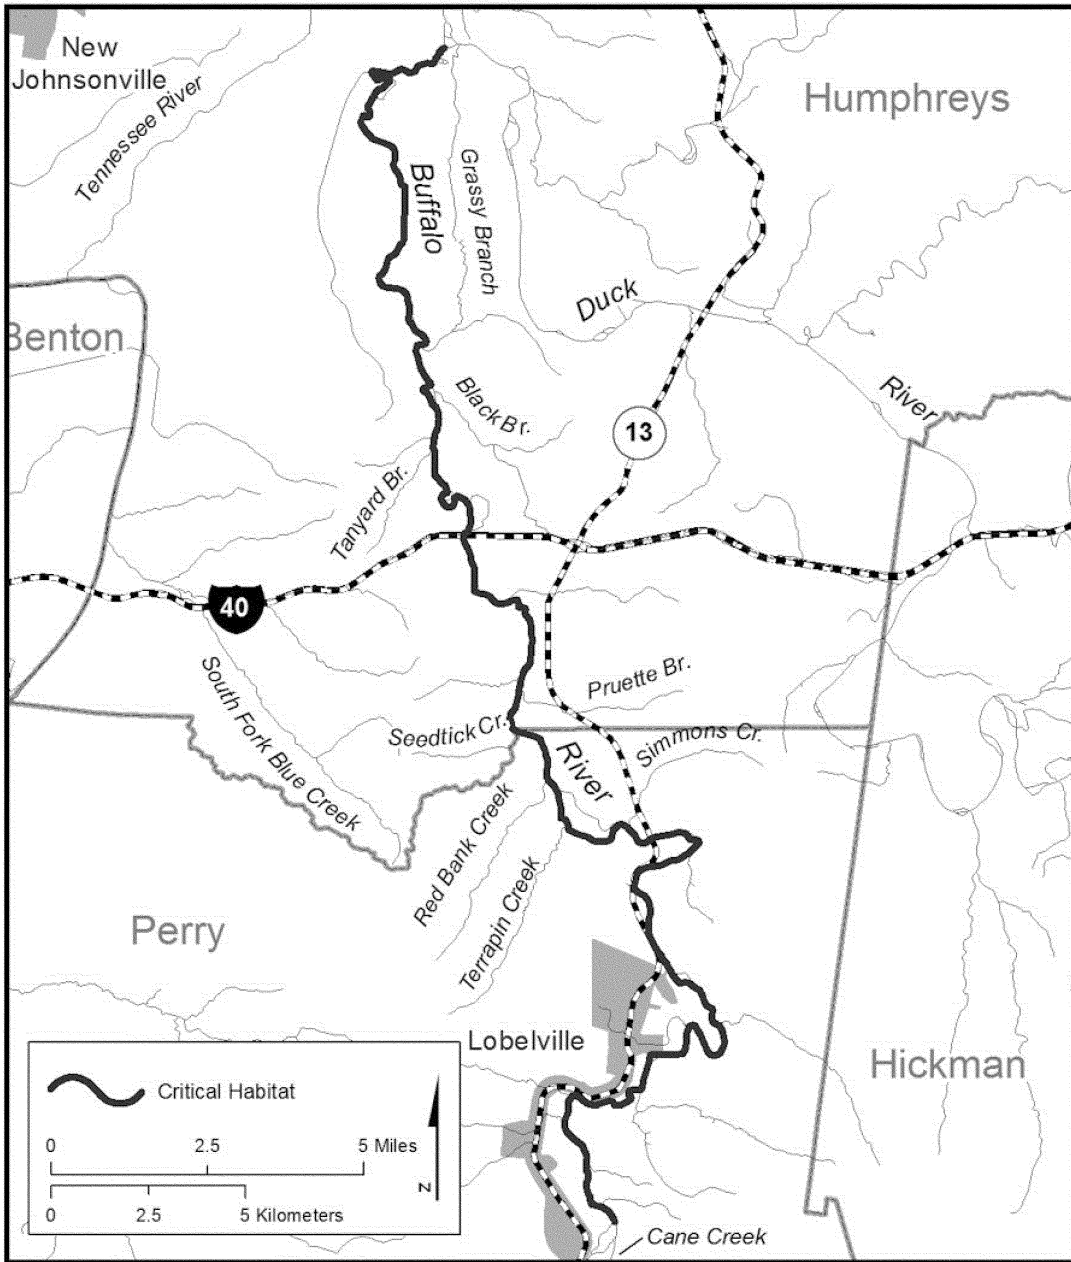 New
Johnsonville
Humphreys
Tennessee River
Buffalo
Grassy Branch
Duck
Benton
River
Black Br.
13
Tanyard Br.
40
South Fork Blue Creek
Pruette Br.
Seedtick Cr.
Simmons Cr.
River
Red Bank Creek
Terrapin Creek
Perry
Lobelville
Hickman
Critical Habitat
0 2.5 5 Miles
0 2.5 5 Kilometers
N
Cane Creek